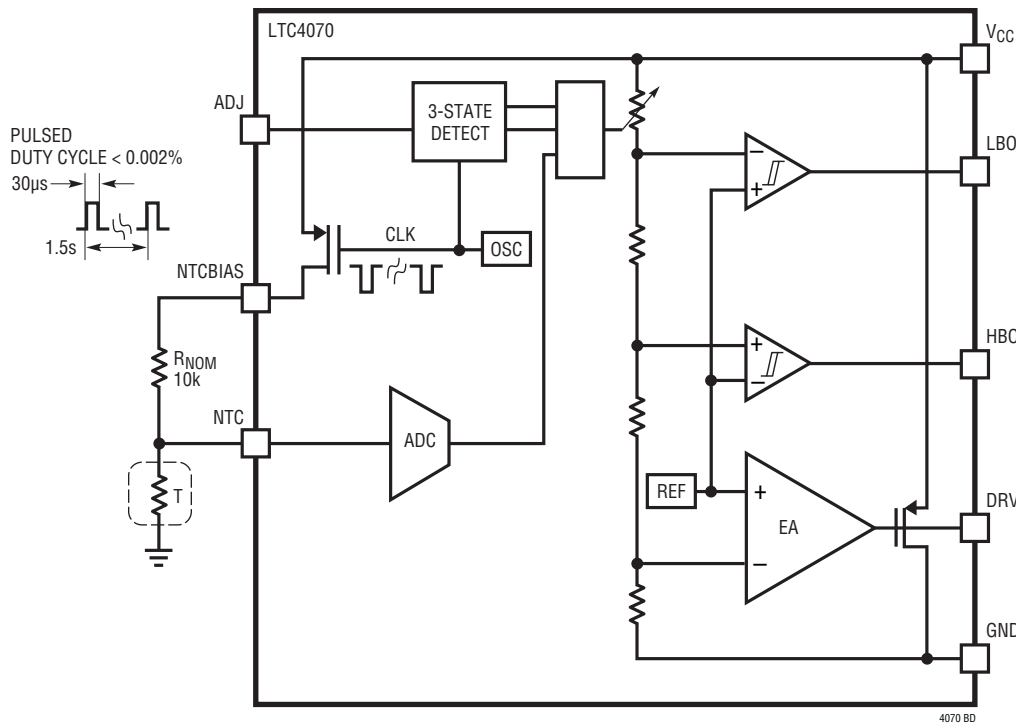 LTC4070
VCC
ADJ
3-STATE
DETECT
PULSED
DUTY CYCLE < 0.002%
30µs
1.5s
LBO
−
+
CLK
OSC
NTCBIAS
RNOM
10k
HBO
+
−
NTC
ADC
T
REF
+
EA
−
DRV
GND
4070 BD